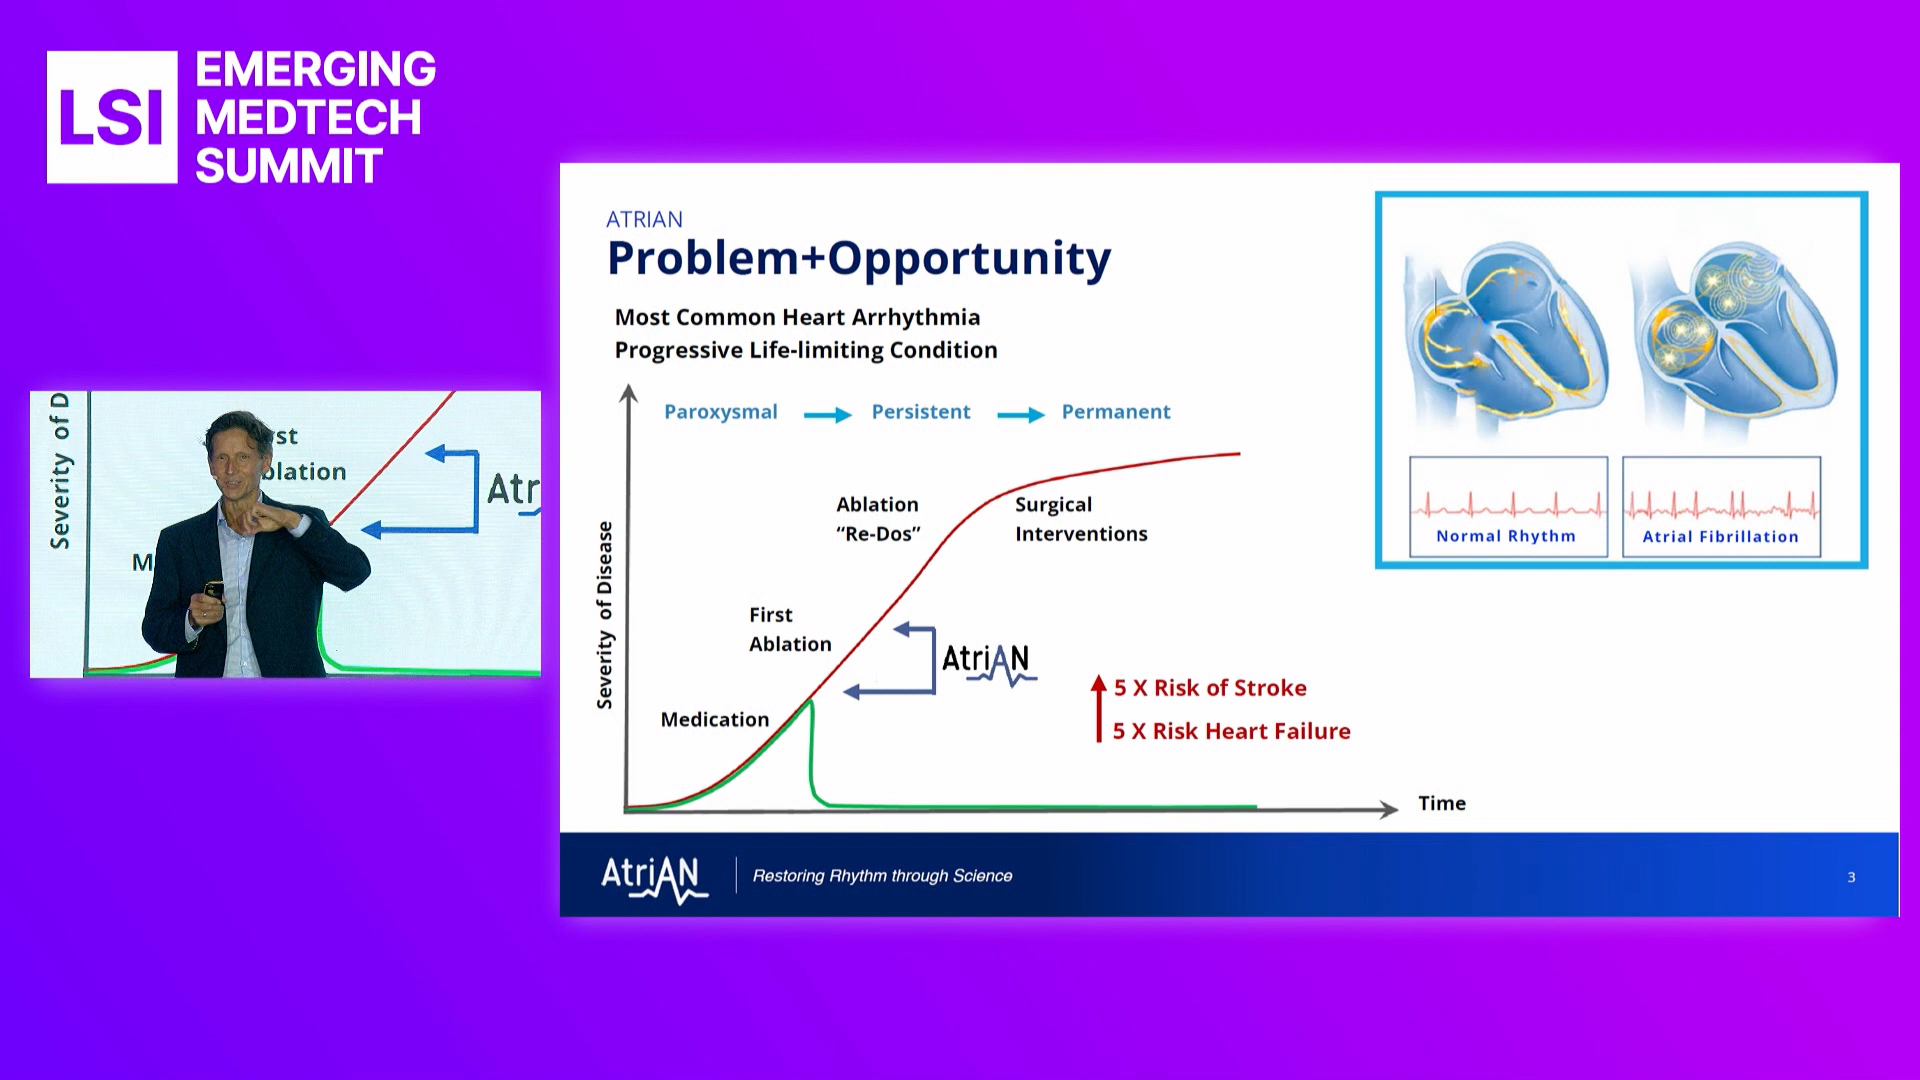 LSI
EMERGING
MEDTECH
SUMMIT
Severity of D
rst
blation
Atr
M
ATRIAN
Problem+Opportunity
Most Common Heart Arrhythmia
Progressive Life-limiting Condition
Paroxysmal
Persistent
Permanent
Ablation
“Re-Dos”
Surgical
Interventions
First
Ablation
AtriAN
Medication
Severity of Disease
5 X Risk of Stroke
5 X Risk Heart Failure
Time
Normal Rhythm
Atrial Fibrillation
AtriAN
Restoring Rhythm through Science
3